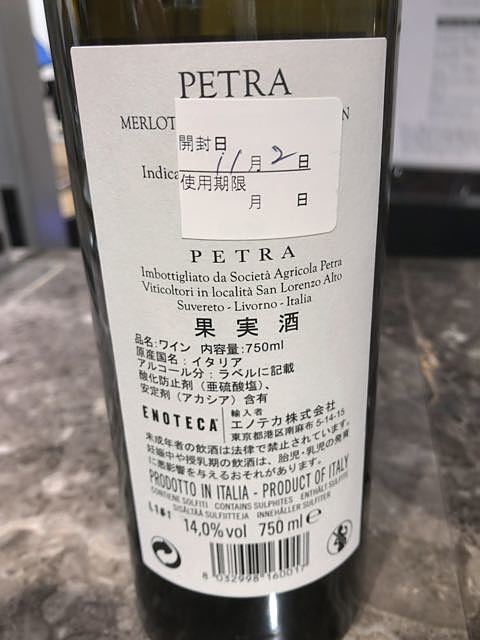 PETRA
MERLOT
開封日
11月2日
Indica
使用期限
月 日
PETRA
Imbottigliato da Società Agricola Petra
Viticoltori in località San Lorenzo Alto
Suvereto - Livorno - Italia
果実酒
品名:ワイン 内容量:750ml
原産国名:イタリア
アルコール分:ラベルに記載
酸化防止剤(亜硫酸塩)、
安定剤(アカシア)含有
ENOTECA 輸入者
エノテカ株式会社
東京都港区南麻布5-14-15
未成年者の飲酒は法律で禁止されています。
妊娠中や授乳期の飲酒は、胎児・乳児の発育
に悪影響を与えるおそれがあります。
PRODOTTO IN ITALIA - PRODUCT OF ITALY
CONTIENE SOLFITI CONTAINS SULPHITES ENTHÄLT SULFITE
SISÄLTÄÄ SULFIITTEJA INNEHÅLLER SULFITER
14,0%vol 750 ml e
8 032998 160017